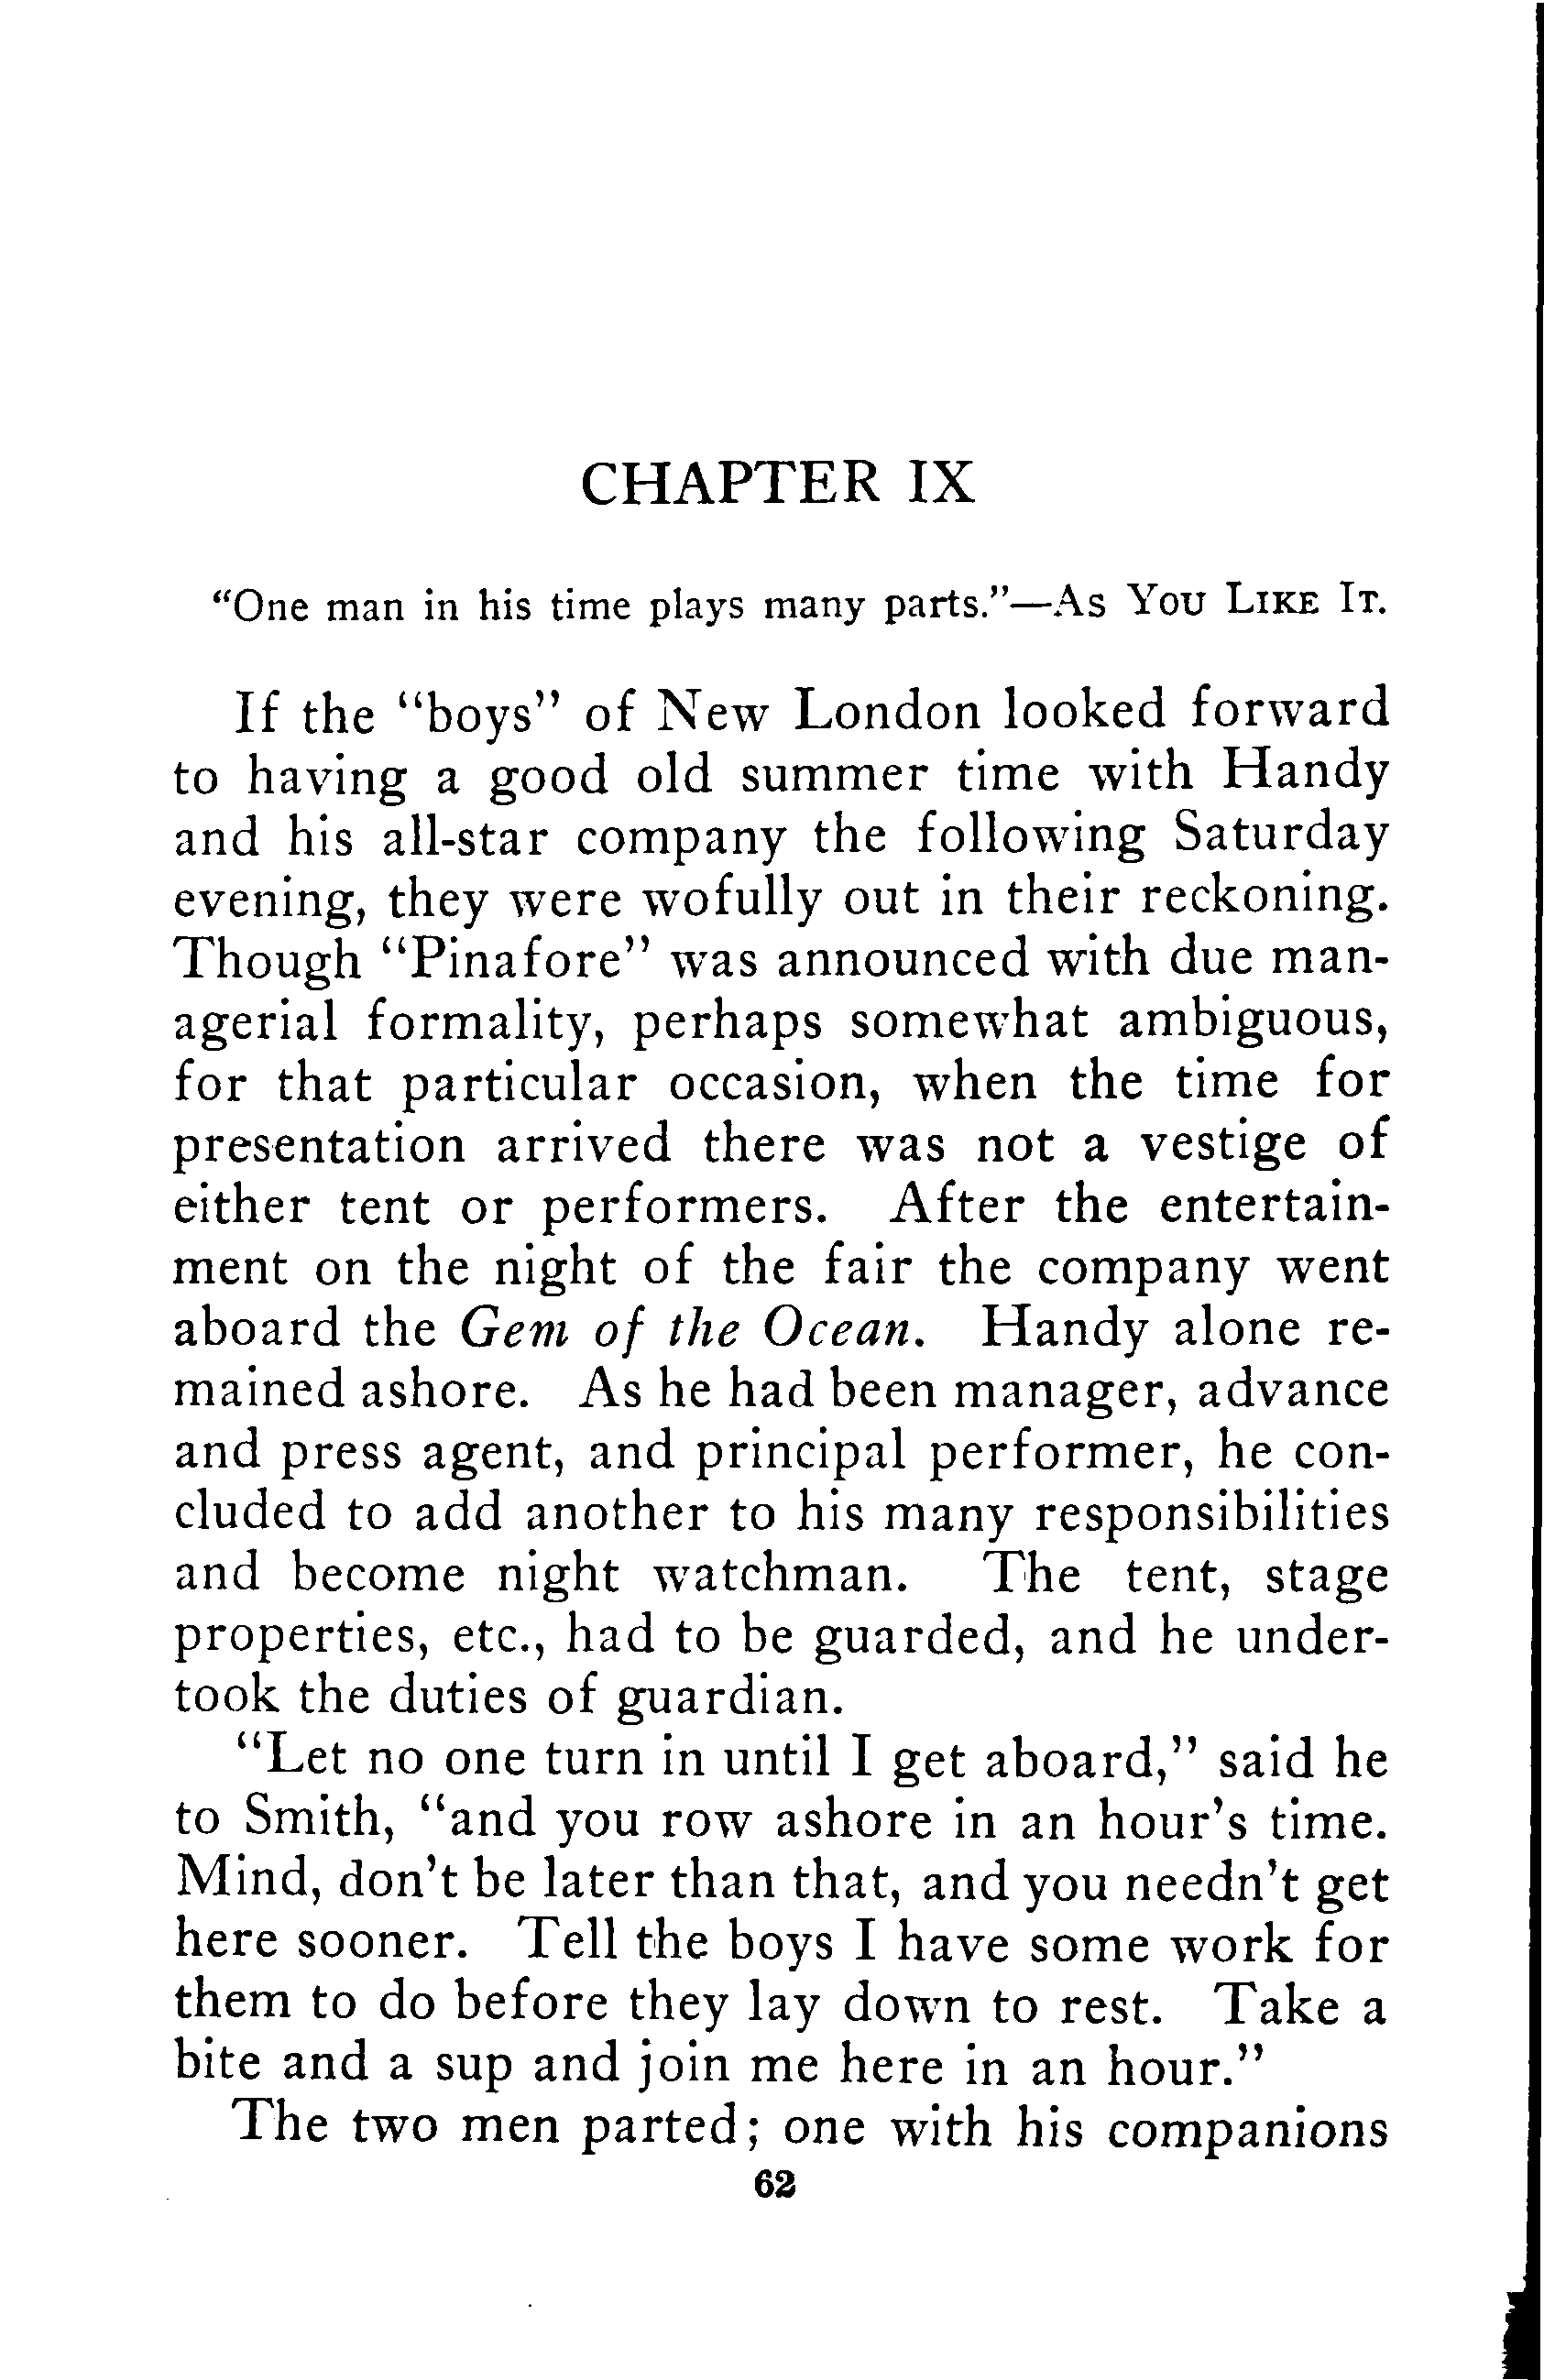 CHAPTER IX
"One man in his time plays many parts."—As You Like It.
If the "boys" of New London looked forward
to having a good old summer time with Handy
and his all-star company the following Saturday
evening, they were wofully out in their reckoning.
Though "Pinafore" was announced with due man-
agerial formality, perhaps somewhat ambiguous,
for that particular occasion, when the time for
presentation arrived there was not a vestige of
either tent or performers. After the entertain-
ment on the night of the fair the company went
aboard the Gem of the Ocean. Handy alone re-
mained ashore. As he had been manager, advance
and press agent, and principal performer, he con-
cluded to add another to his many responsibilities
and become night watchman. The tent, stage
properties, etc., had to be guarded, and he under-
took the duties of guardian.
"Let no one turn in until I get aboard," said he
to Smith, "and you row ashore in an hour's time.
Mind, don't be later than that, and you needn't get
here sooner. Tell the boys I have some work for
them to do before they lay down to rest. Take a
bite and a sup and join me here in an hour."
The two men parted; one with his companions
62